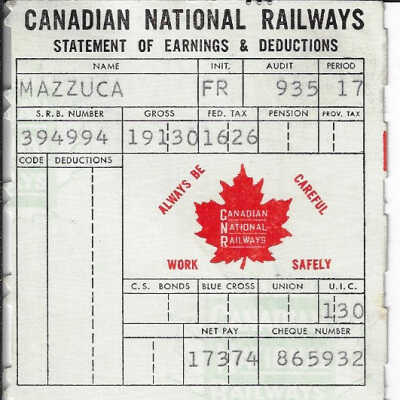 CANADIAN NATIONAL RAILWAYS
STATEMENT OF EARNINGS & DEDUCTIONS
NAME INIT. AUDIT PERIOD
MAZZUCA FR 935 17
S.R.B. NUMBER GROSS FED. TAX PENSION PROV. TAX
394994 19130 1626
CODE DEDUCTIONS
ALWAYS BE CAREFUL
CANADIAN
NATIONAL
RAILWAYS
WORK SAFELY
C.S. BONDS BLUE CROSS UNION U.I.C.
130
NET PAY CHEQUE NUMBER
17374 865932